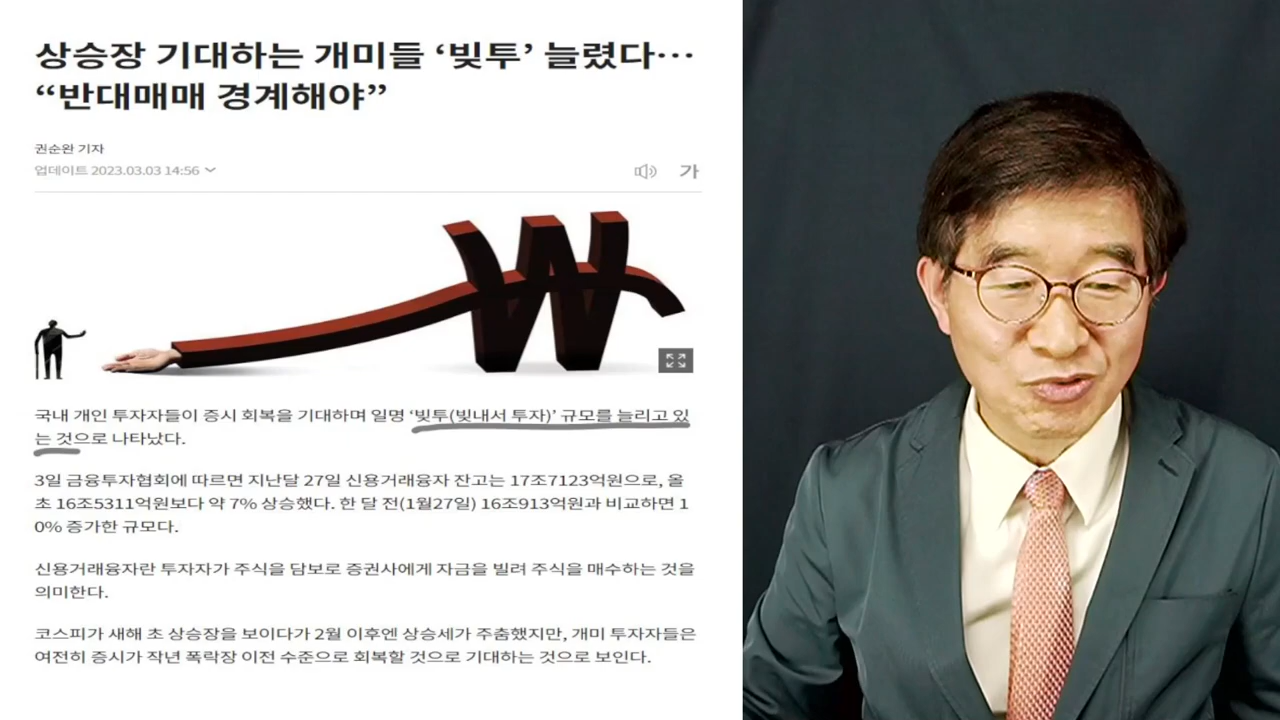 상승장 기대하는 개미들 ‘빚투’ 늘렸다…
“반대매매 경계해야”
권순완 기자
업데이트 2023.03.03 14:56
가
국내 개인 투자자들이 증시 회복을 기대하며 일명 ‘빚투(빚내서 투자)’ 규모를 늘리고 있
는 것으로 나타났다.
3일 금융투자협회에 따르면 지난달 27일 신용거래융자 잔고는 17조7123억원으로, 올
초 16조5311억원보다 약 7% 상승했다. 한 달 전(1월27일) 16조913억원과 비교하면 1
0% 증가한 규모다.
신용거래융자란 투자자가 주식을 담보로 증권사에게 자금을 빌려 주식을 매수하는 것을
의미한다.
코스피가 새해 초 상승장을 보이다가 2월 이후엔 상승세가 주춤했지만, 개미 투자자들은
여전히 증시가 작년 폭락장 이전 수준으로 회복할 것으로 기대하는 것으로 보인다.